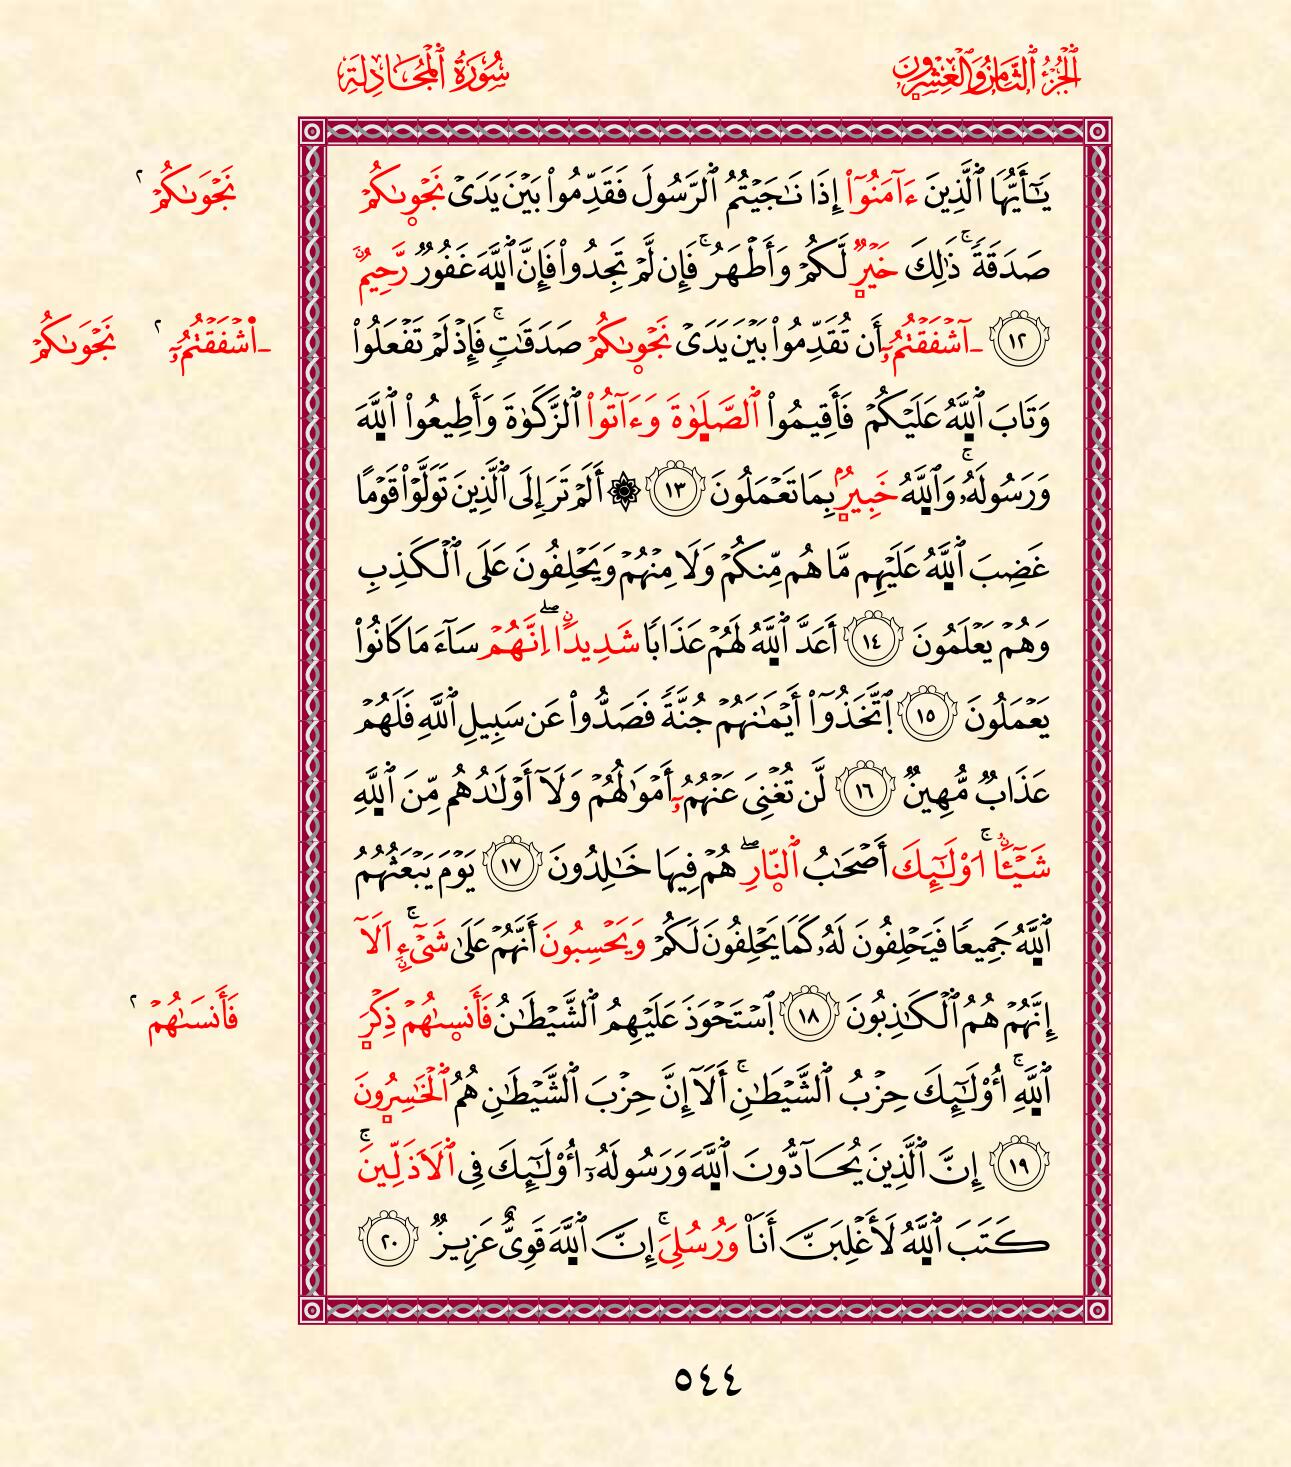 الجُزْءُ ٱلثَّامِنُ وَٱلْعِشْرُونَ
سُورَةُ ٱلْمُجَادِلَةِ
يَـٰٓأَيُّهَا ٱلَّذِينَ ءَامَنُوٓاْ إِذَا نَـٰجَيْتُمُ ٱلرَّسُولَ فَقَدِّمُواْ بَيْنَ يَدَىْ نَجْوٜىٰكُمْ
نَجْوَىٰكُمْ ٢
صَدَقَةًۚ ذَٰلِكَ خَيْرٌ لَّكُمْ وَأَطْهَرُۚ فَإِن لَّمْ تَجِدُواْ فَإِنَّ ٱللَّهَ غَفُورٌ رَّحِيمٌ
١٢ ءَآشْفَقْتُمُۥٓ أَن تُقَدِّمُواْ بَيْنَ يَدَىْ نَجْوٜىٰكُمْ صَدَقَـٰتٍۚ فَإِذْ لَمْ تَفْعَلُواْ
ـاْشْفَقْتُمُۥٓ ٢ نَجْوَىٰكُمْ
وَتَابَ ٱللَّهُ عَلَيْكُمْ فَأَقِيمُواْ ٱلصَّلَوٰةَ وَءَاتُواْ ٱلزَّكَوٰةَ وَأَطِيعُواْ ٱللَّهَ
وَرَسُولَهُۥۚ وَٱللَّهُ خَبِيرٌۢ بِمَا تَعْمَلُونَ ١٣ ۞ أَلَمْ تَرَ إِلَى ٱلَّذِينَ تَوَلَّوْاْ قَوْمًا
غَضِبَ ٱللَّهُ عَلَيْهِم مَّا هُم مِّنكُمْ وَلَا مِنْهُمْ وَيَحْلِفُونَ عَلَى ٱلْكَذِبِ
وَهُمْ يَعْلَمُونَ ١٤ أَعَدَّ ٱللَّهُ لَهُمْ عَذَابًا شَدِيدًاۖ اِنَّهُمْ سَآءَ مَا كَانُواْ
يَعْمَلُونَ ١٥ ٱتَّخَذُوٓاْ أَيْمَـٰنَهُمْ جُنَّةً فَصَدُّواْ عَن سَبِيلِ ٱللَّهِ فَلَهُمْ
عَذَابٌ مُّهِينٌ ١٦ لَّن تُغْنِىَ عَنْهُمُۥٓ أَمْوَٰلُهُمْ وَلَآ أَوْلَـٰدُهُم مِّنَ ٱللَّهِ
شَيْـًٔاۚ اُوْلَـٰٓئِكَ أَصْحَـٰبُ ٱلنّٜارِۖ هُمْ فِيهَا خَـٰلِدُونَ ١٧ يَوْمَ يَبْعَثُهُمُ
ٱللَّهُ جَمِيعًا فَيَحْلِفُونَ لَهُۥ كَمَا يَحْلِفُونَ لَكُمْ وَيَحْسِبُونَ أَنَّهُمْ عَلَىٰ شَىْءٍۚ اَلَآ
إِنَّهُمْ هُمُ ٱلْكَـٰذِبُونَ ١٨ ٱسْتَحْوَذَ عَلَيْهِمُ ٱلشَّيْطَـٰنُ فَأَنسٜىٰهُمْ ذِكْرَ
فَأَنسَىٰهُمْ ٢
ٱللَّهِۚ أُوْلَـٰٓئِكَ حِزْبُ ٱلشَّيْطَـٰنِۚ أَلَآ إِنَّ حِزْبَ ٱلشَّيْطَـٰنِ هُمُ ٱلْخَـٰسِرُونَ
١٩ إِنَّ ٱلَّذِينَ يُحَآدُّونَ ٱللَّهَ وَرَسُولَهُۥٓ أُوْلَـٰٓئِكَ فِى ٱلَاَذَلِّينَۚ
كَتَبَ ٱللَّهُ لَأَغْلِبَنَّ أَنَا۠ وَرُسُلِىَۚ إِنَّ ٱللَّهَ قَوِىٌّ عَزِيزٌ ٢٠
٥٤٤